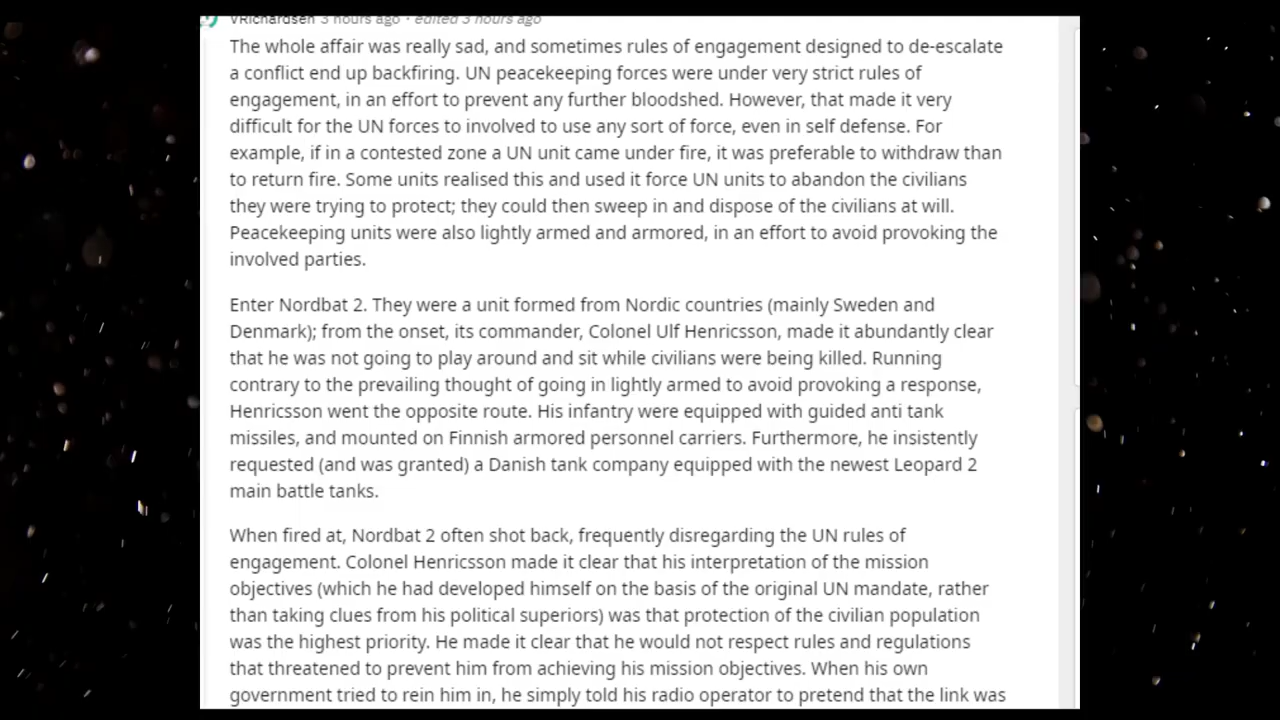 VRichardsen 3 hours ago · edited 3 hours ago
The whole affair was really sad, and sometimes rules of engagement designed to de-escalate
a conflict end up backfiring. UN peacekeeping forces were under very strict rules of
engagement, in an effort to prevent any further bloodshed. However, that made it very
difficult for the UN forces to involved to use any sort of force, even in self defense. For
example, if in a contested zone a UN unit came under fire, it was preferable to withdraw than
to return fire. Some units realised this and used it force UN units to abandon the civilians
they were trying to protect; they could then sweep in and dispose of the civilians at will.
Peacekeeping units were also lightly armed and armored, in an effort to avoid provoking the
involved parties.
Enter Nordbat 2. They were a unit formed from Nordic countries (mainly Sweden and
Denmark); from the onset, its commander, Colonel Ulf Henricsson, made it abundantly clear
that he was not going to play around and sit while civilians were being killed. Running
contrary to the prevailing thought of going in lightly armed to avoid provoking a response,
Henricsson went the opposite route. His infantry were equipped with guided anti tank
missiles, and mounted on Finnish armored personnel carriers. Furthermore, he insistently
requested (and was granted) a Danish tank company equipped with the newest Leopard 2
main battle tanks.
When fired at, Nordbat 2 often shot back, frequently disregarding the UN rules of
engagement. Colonel Henricsson made it clear that his interpretation of the mission
objectives (which he had developed himself on the basis of the original UN mandate, rather
than taking clues from his political superiors) was that protection of the civilian population
was the highest priority. He made it clear that he would not respect rules and regulations
that threatened to prevent him from achieving his mission objectives. When his own
government tried to rein him in, he simply told his radio operator to pretend that the link was